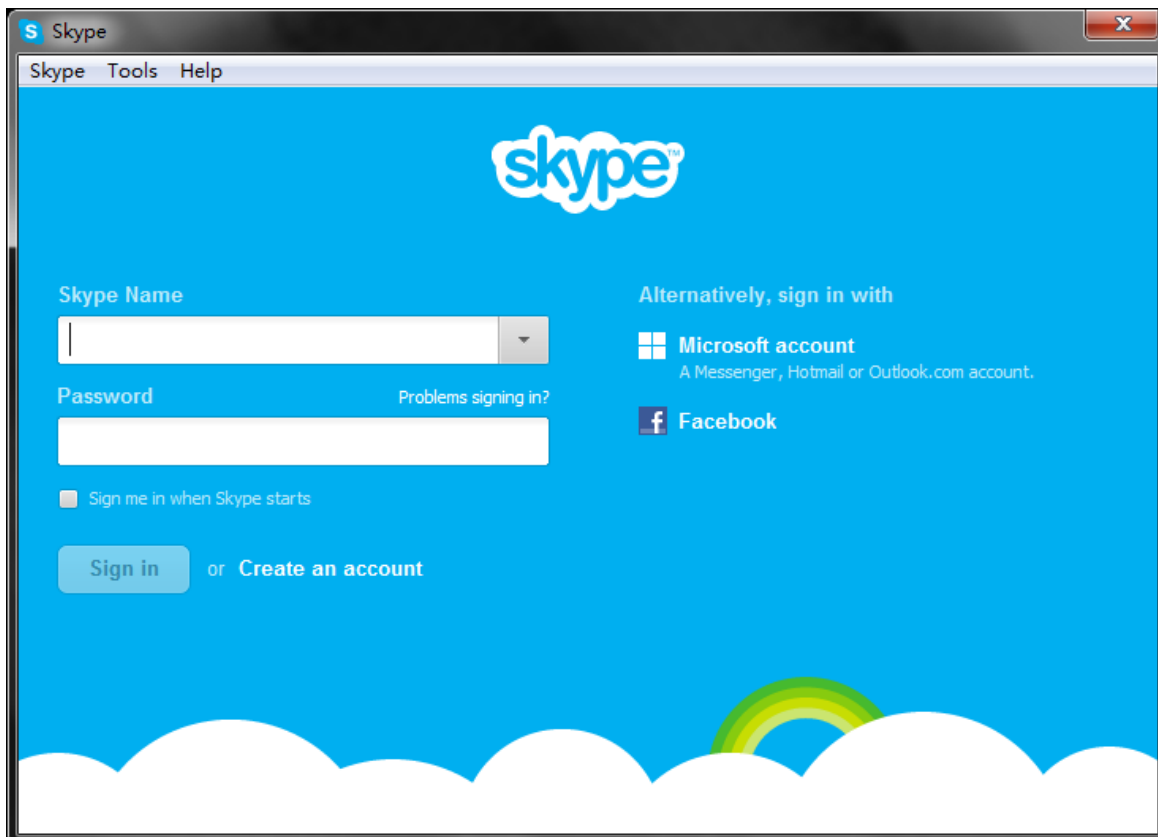 Skype
Skype Tools Help
skype™
Skype Name
Password
Problems signing in?
Sign me in when Skype starts
Sign in or Create an account
Alternatively, sign in with
Microsoft account
A Messenger, Hotmail or Outlook.com account.
Facebook